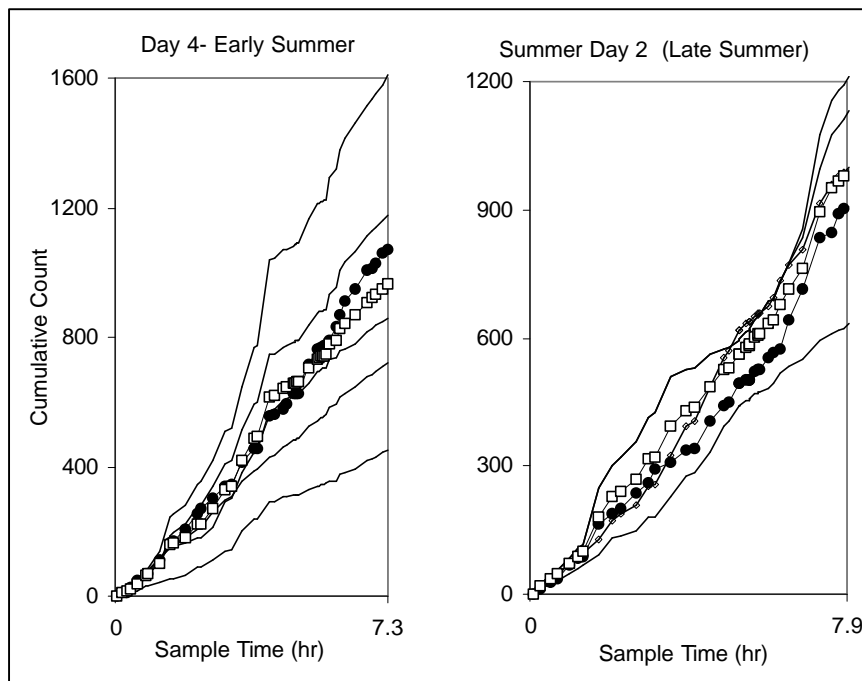 Day 4- Early Summer
1600
1200
800
400
0
Cumulative Count
0
7.3
Sample Time (hr)
Summer Day 2 (Late Summer)
1200
900
600
300
0
0
7.9
Sample Time (hr)